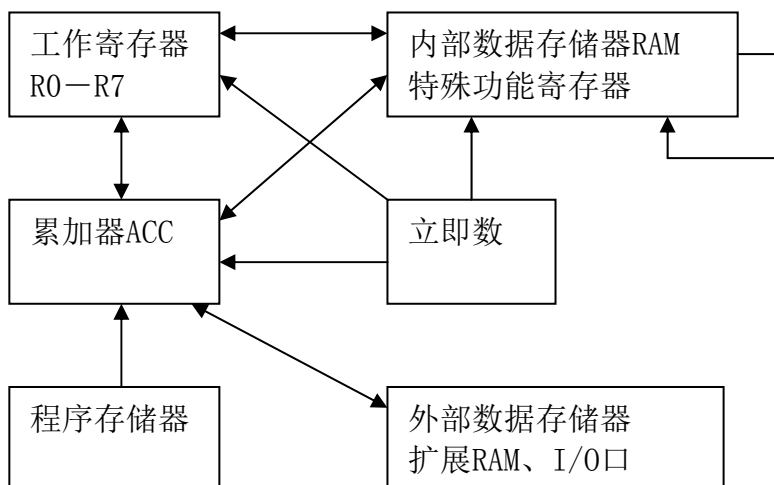 工作寄存器
R0－R7
内部数据存储器RAM
特殊功能寄存器
累加器ACC
立即数
程序存储器
外部数据存储器
扩展RAM、I/O口